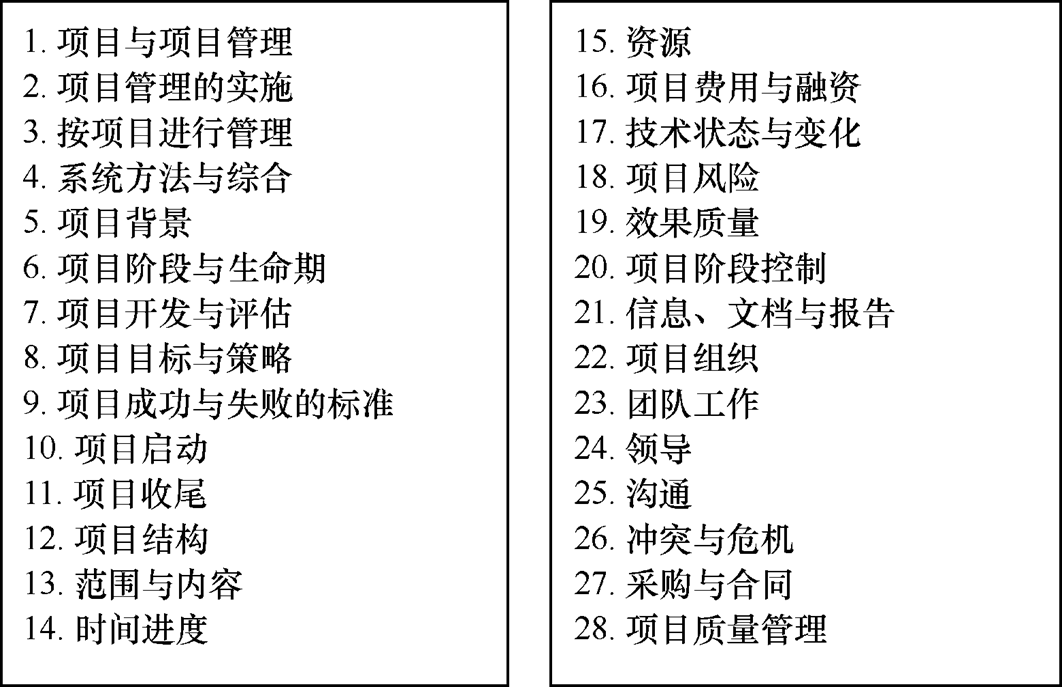 1. 项目与项目管理
2. 项目管理的实施
3. 按项目进行管理
4. 系统方法与综合
5. 项目背景
6. 项目阶段与生命期
7. 项目开发与评估
8. 项目目标与策略
9. 项目成功与失败的标准
10. 项目启动
11. 项目收尾
12. 项目结构
13. 范围与内容
14. 时间进度
15. 资源
16. 项目费用与融资
17. 技术状态与变化
18. 项目风险
19. 效果质量
20. 项目阶段控制
21. 信息、文档与报告
22. 项目组织
23. 团队工作
24. 领导
25. 沟通
26. 冲突与危机
27. 采购与合同
28. 项目质量管理